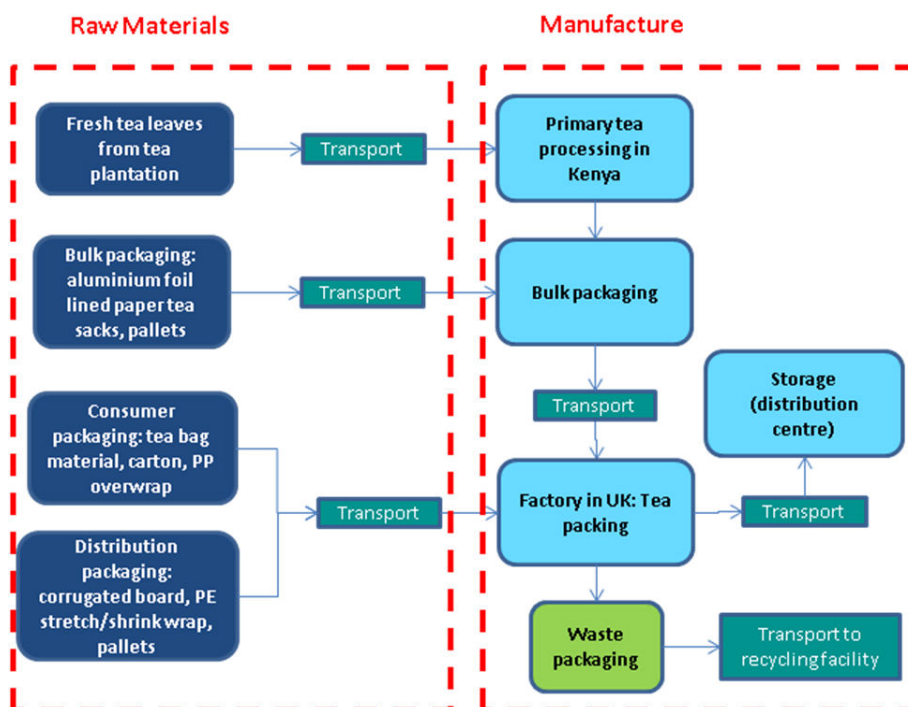 Raw Materials
Manufacture
Fresh tea leaves
from tea
plantation
Transport
Primary tea
processing in
Kenya
Bulk packaging:
aluminium foil
lined paper tea
sacks, pallets
Transport
Bulk packaging
Transport
Storage
(distribution
centre)
Consumer
packaging: tea bag
material, carton, PP
overwrap
Distribution
packaging:
corrugated board, PE
stretch/shrink wrap,
pallets
Transport
Factory in UK: Tea
packing
Transport
Waste
packaging
Transport to
recycling facility